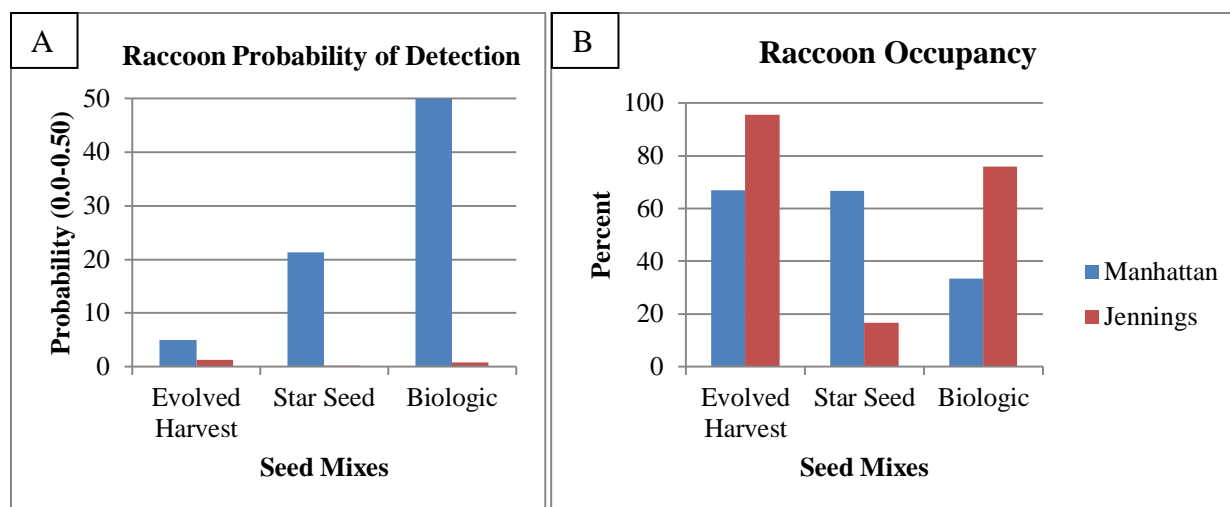 A
Raccoon Probability of Detection
Probability (0.0-0.50)
50
40
30
20
10
0
Evolved Harvest
Star Seed
Biologic
Seed Mixes
B
Raccoon Occupancy
Percent
100
80
60
40
20
0
Evolved Harvest
Star Seed
Biologic
Seed Mixes
Manhattan
Jennings